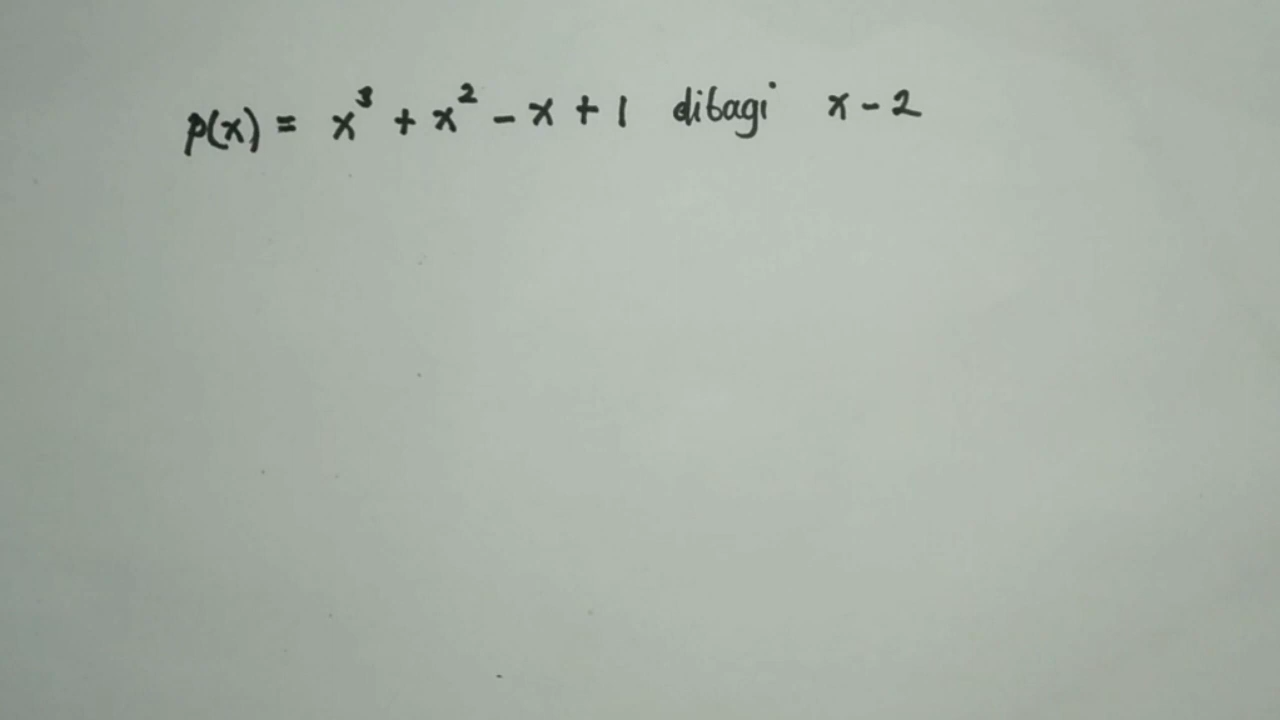 p(x) = x³ + x² - x + 1 dibagi x - 2